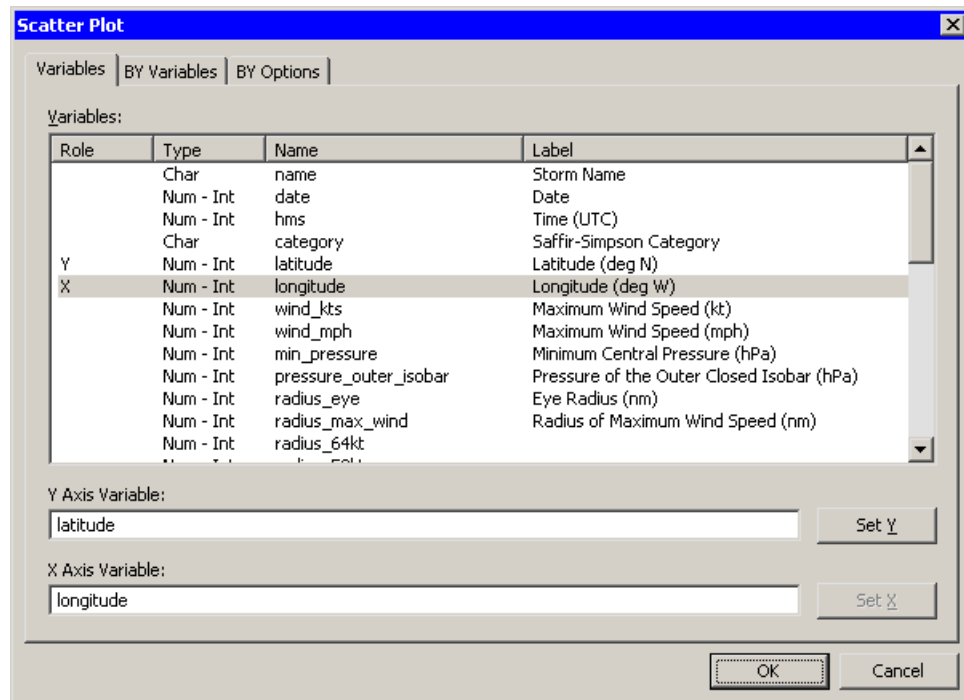 Scatter Plot
Variables BY Variables BY Options
Variables:
Role Type Name Label
Char name Storm Name
Num - Int date Date
Num - Int hms Time (UTC)
Char category Saffir-Simpson Category
Y Num - Int latitude Latitude (deg N)
X Num - Int longitude Longitude (deg W)
Num - Int wind_kts Maximum Wind Speed (kt)
Num - Int wind_mph Maximum Wind Speed (mph)
Num - Int min_pressure Minimum Central Pressure (hPa)
Num - Int pressure_outer_isobar Pressure of the Outer Closed Isobar (hPa)
Num - Int radius_eye Eye Radius (nm)
Num - Int radius_max_wind Radius of Maximum Wind Speed (nm)
Num - Int radius_64kt
Y Axis Variable:
latitude Set Y
X Axis Variable:
longitude Set X
OK Cancel